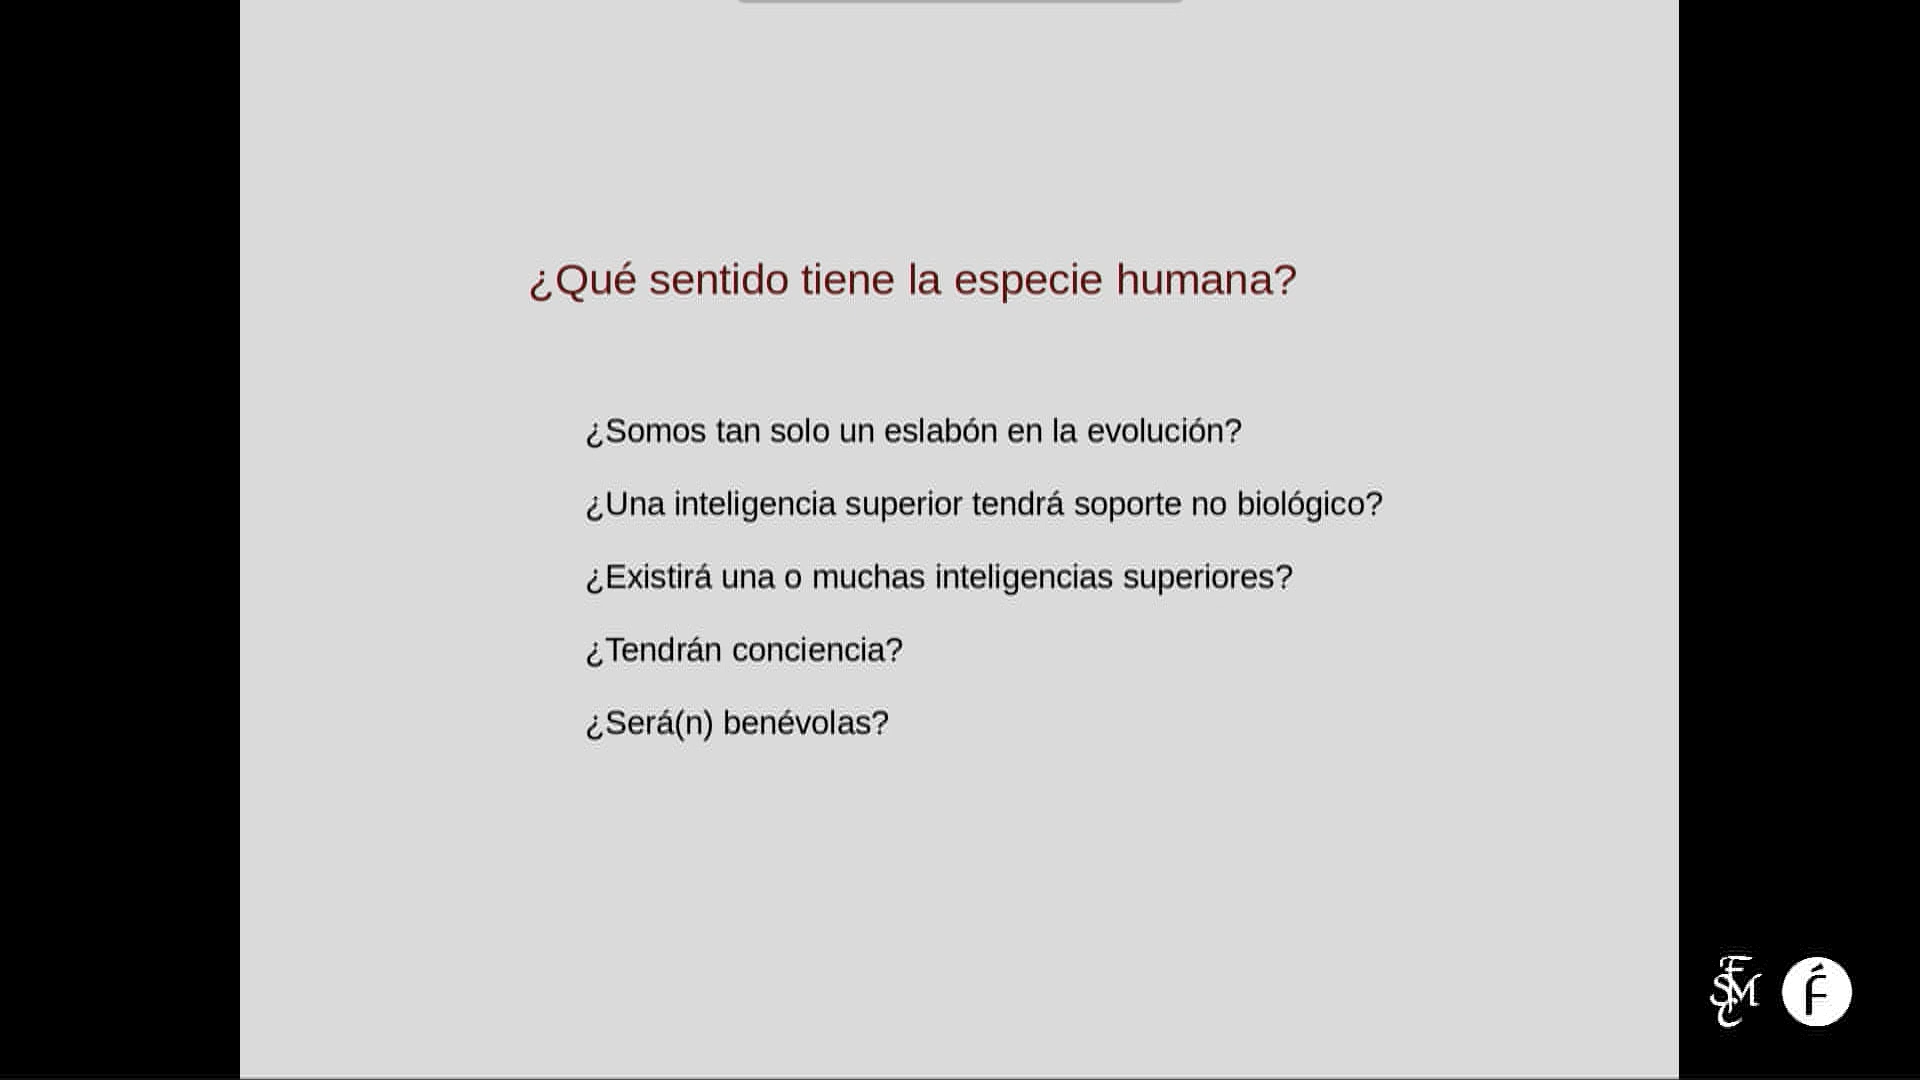 ¿Qué sentido tiene la especie humana?
¿Somos tan solo un eslabón en la evolución?
¿Una inteligencia superior tendrá soporte no biológico?
¿Existirá una o muchas inteligencias superiores?
¿Tendrán conciencia?
¿Será(n) benévolas?